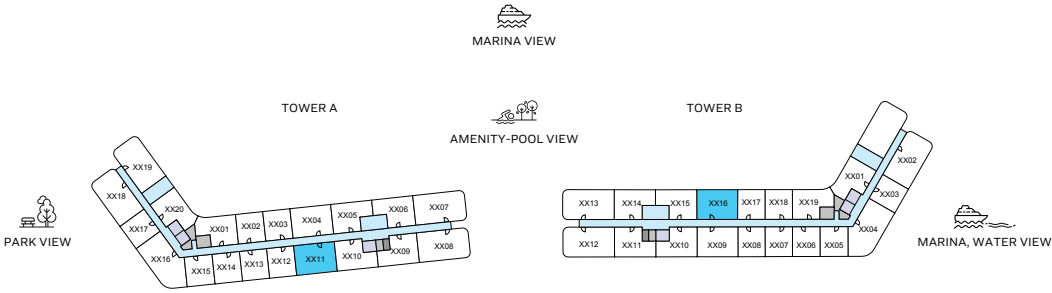 MARINA VIEW
TOWER A
TOWER B
AMENITY-POOL VIEW
PARK VIEW
MARINA, WATER VIEW
XX19
XX18
XX20
XX17
XX16
XX01
XX02
XX03
XX04
XX05
XX06
XX07
XX15
XX14
XX13
XX12
XX11
XX10
XX09
XX08
XX13
XX14
XX15
XX16
XX17
XX18
XX19
XX01
XX02
XX03
XX04
XX12
XX11
XX10
XX09
XX08
XX07
XX06
XX05